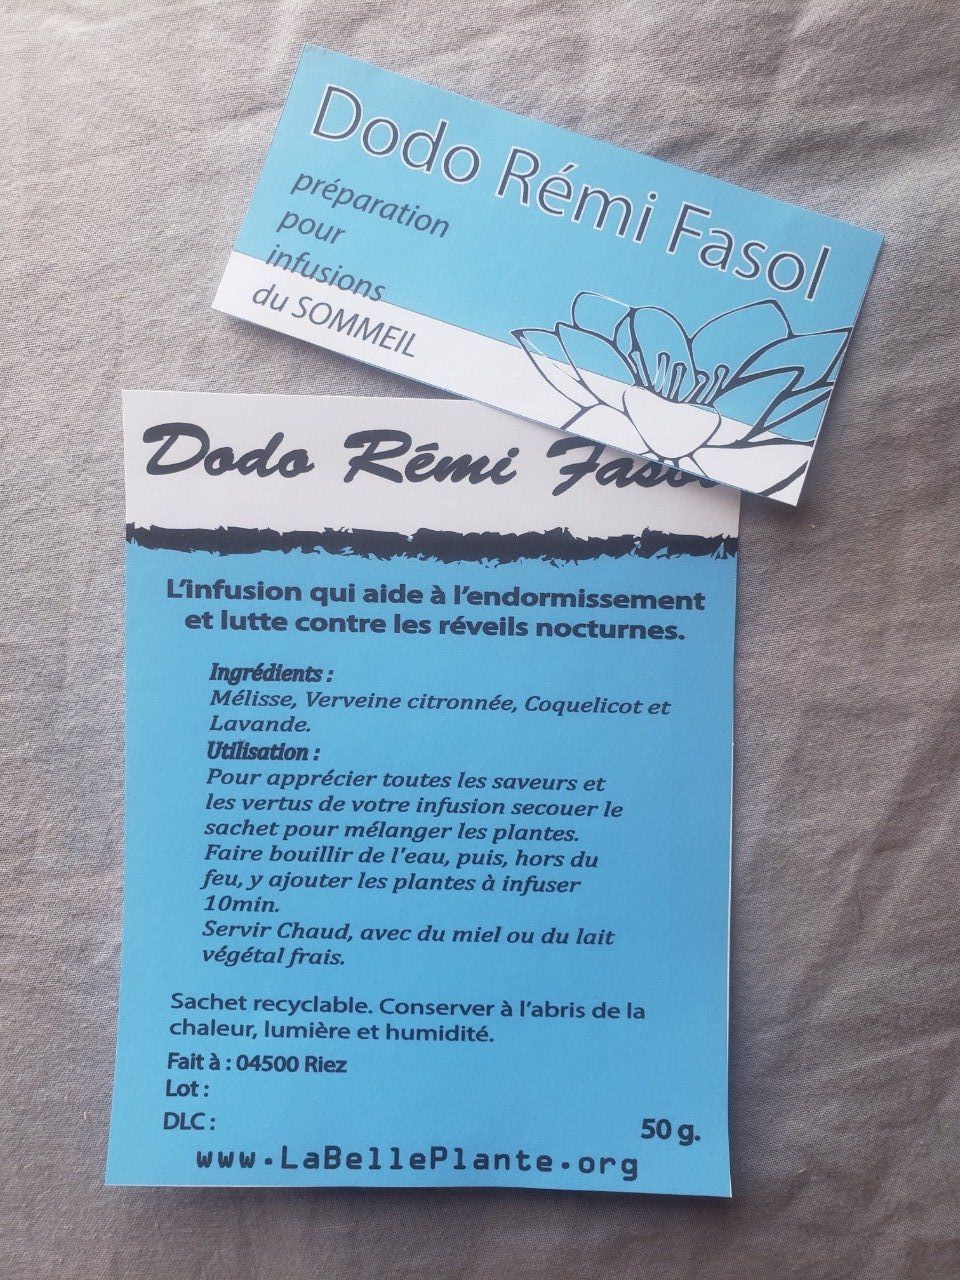 Dodo Rémi Fasol
préparation
pour
infusions
du SOMMEIL
Dodo Rémi Fasol
L'infusion qui aide à l'endormissement
et lutte contre les réveils nocturnes.
Ingrédients :
Mélisse, Verveine citronnée, Coquelicot et
Lavande.
Utilisation :
Pour apprécier toutes les saveurs et
les vertus de votre infusion secouer le
sachet pour mélanger les plantes.
Faire bouillir de l'eau, puis, hors du
feu, y ajouter les plantes à infuser
10min.
Servir Chaud, avec du miel ou du lait
végétal frais.
Sachet recyclable. Conserver à l'abris de la
chaleur, lumière et humidité.
Fait à : 04500 Riez
Lot :
DLC :
50 g.
www.LaBellePlante.org